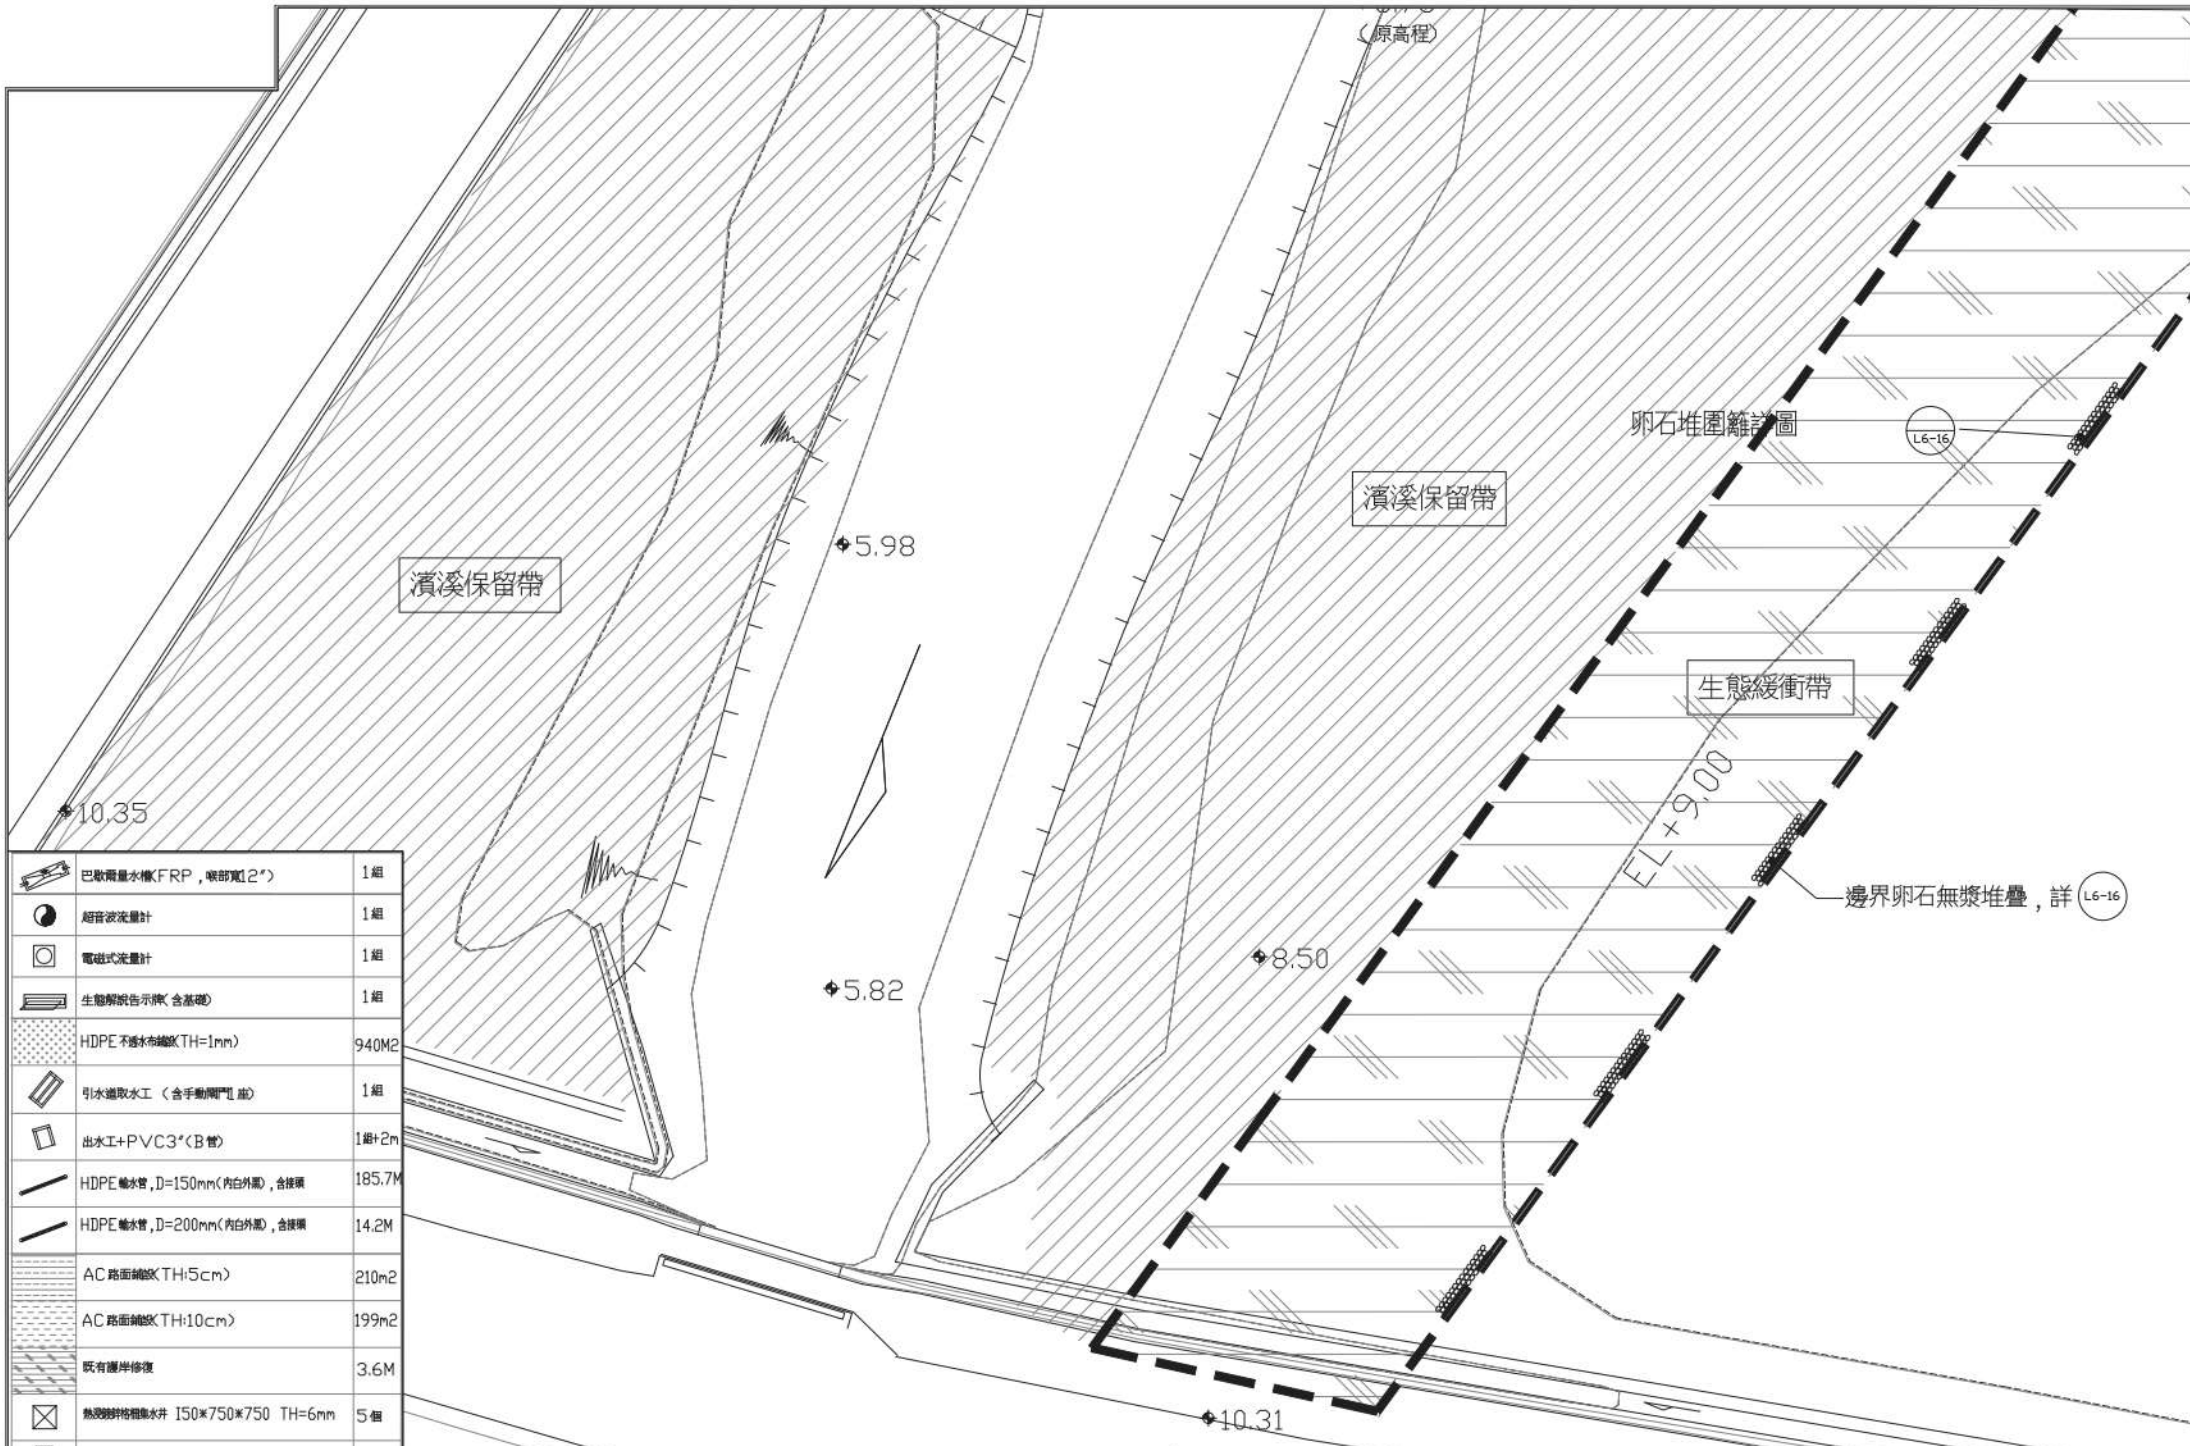 (原高程)
卵石堆圍籬詳圖
L6-16
濱溪保留帶
5.98
濱溪保留帶
生態緩衝帶
EL+9.00
10.35
邊界卵石無漿堆疊，詳 L6-16
8.50
5.82
10.31
巴歇爾量水槽(FRP，喉部寬12") 1組
超音波流量計 1組
電磁式流量計 1組
生態解說告示牌(含基礎) 1組
HDPE不透水布鋪設(TH=1mm) 940M2
引水道取水工（含手動閘門1座) 1組
出水工+PVC3"(B管) 1組+2m
HDPE輸水管,D=150mm(內白外黑),含接頭 185.7M
HDPE輸水管,D=200mm(內白外黑),含接頭 14.2M
AC路面鋪設(TH:5cm) 210m2
AC路面鋪設(TH:10cm) 199m2
既有護岸修復 3.6M
熱浸鍍鋅格柵集水井 I50*750*750 TH=6mm 5個